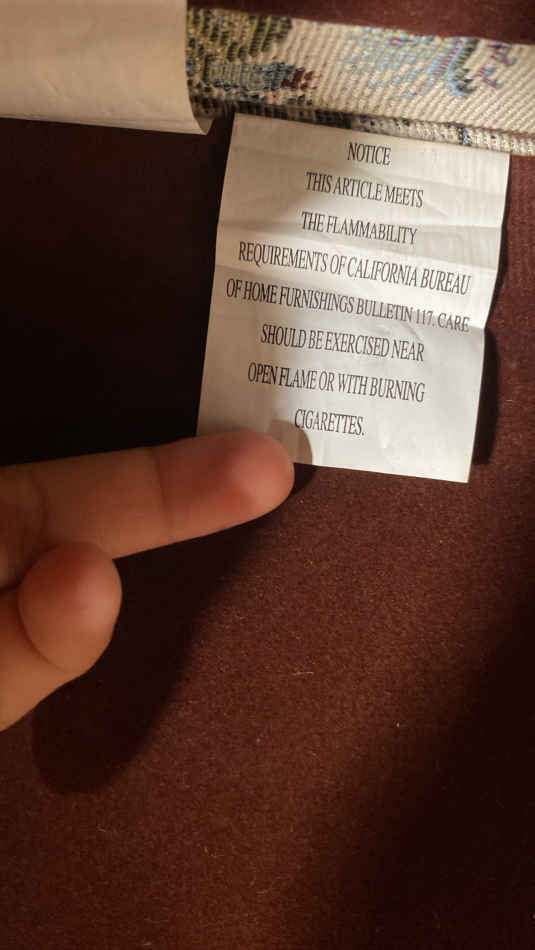 NOTICE
THIS ARTICLE MEETS
THE FLAMMABILITY
REQUIREMENTS OF CALIFORNIA BUREAU
OF HOME FURNISHINGS BULLETIN 117. CARE
SHOULD BE EXERCISED NEAR
OPEN FLAME OR WITH BURNING
CIGARETTES.